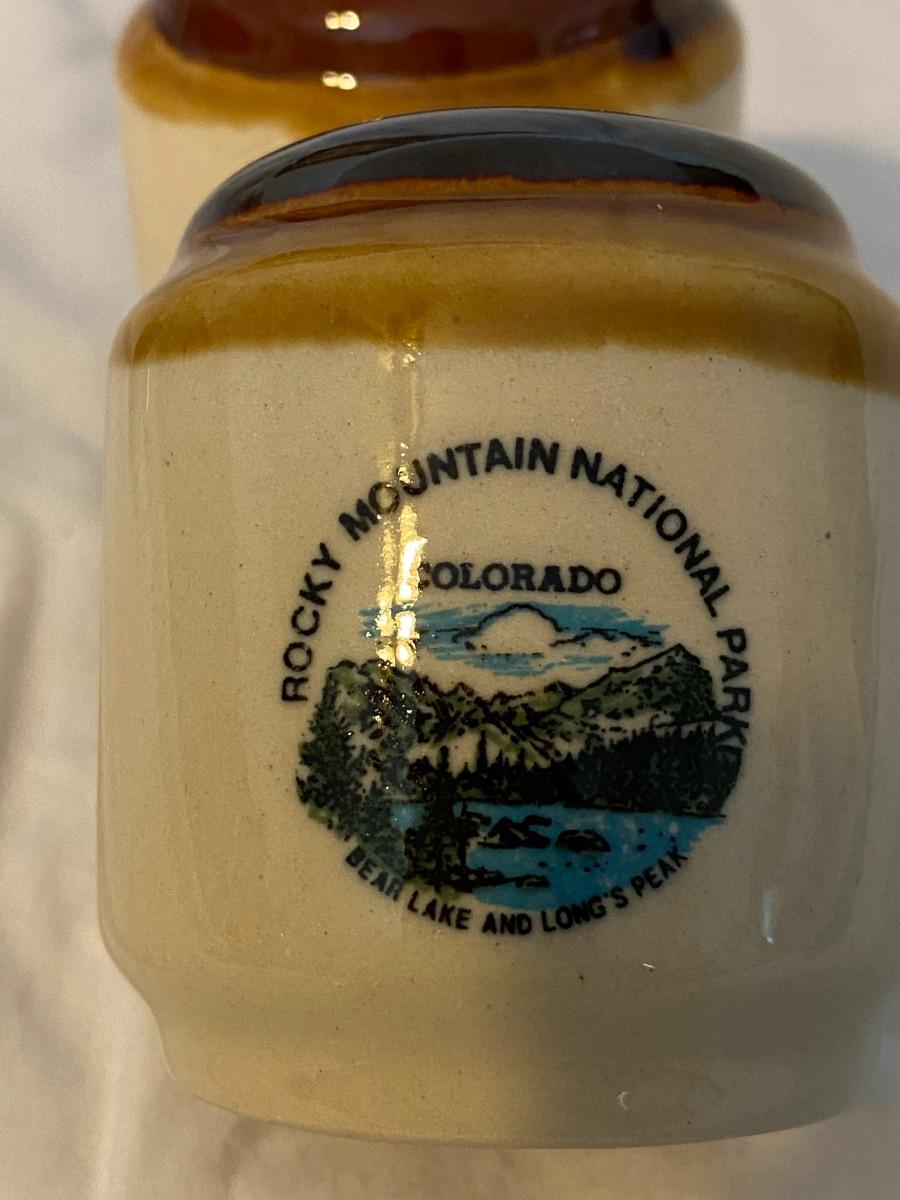 ROCKY MOUNTAIN NATIONAL PARK
COLORADO
BEAR LAKE AND LONG'S PEAK